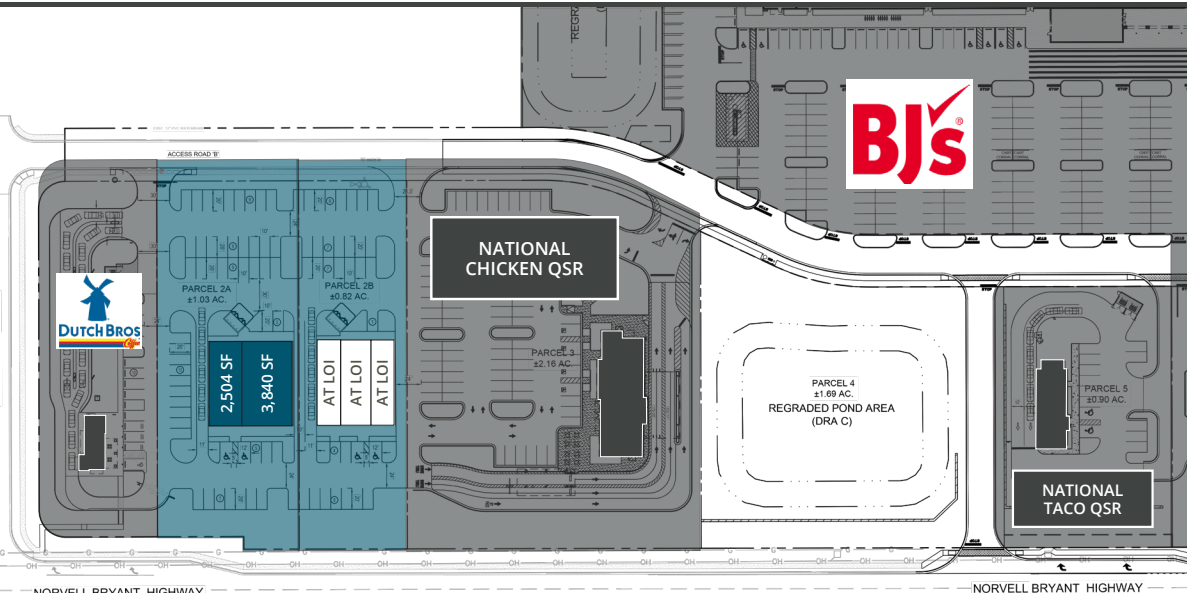 REGRA
BJ's
®
ACCESS ROAD 'B'
NATIONAL
CHICKEN QSR
PARCEL 2A
±1.03 AC.
PARCEL 2B
±0.82 AC.
DUTCH BROS
Coffee
2,504 SF
3,840 SF
AT LOI
AT LOI
AT LOI
PARCEL 3
±2.16 AC.
PARCEL 4
±1.69 AC.
REGRADED POND AREA
(DRA C)
PARCEL 5
±0.90 AC.
NATIONAL
TACO QSR
NORVELL BRYANT HIGHWAY
NORVELL BRYANT HIGHWAY